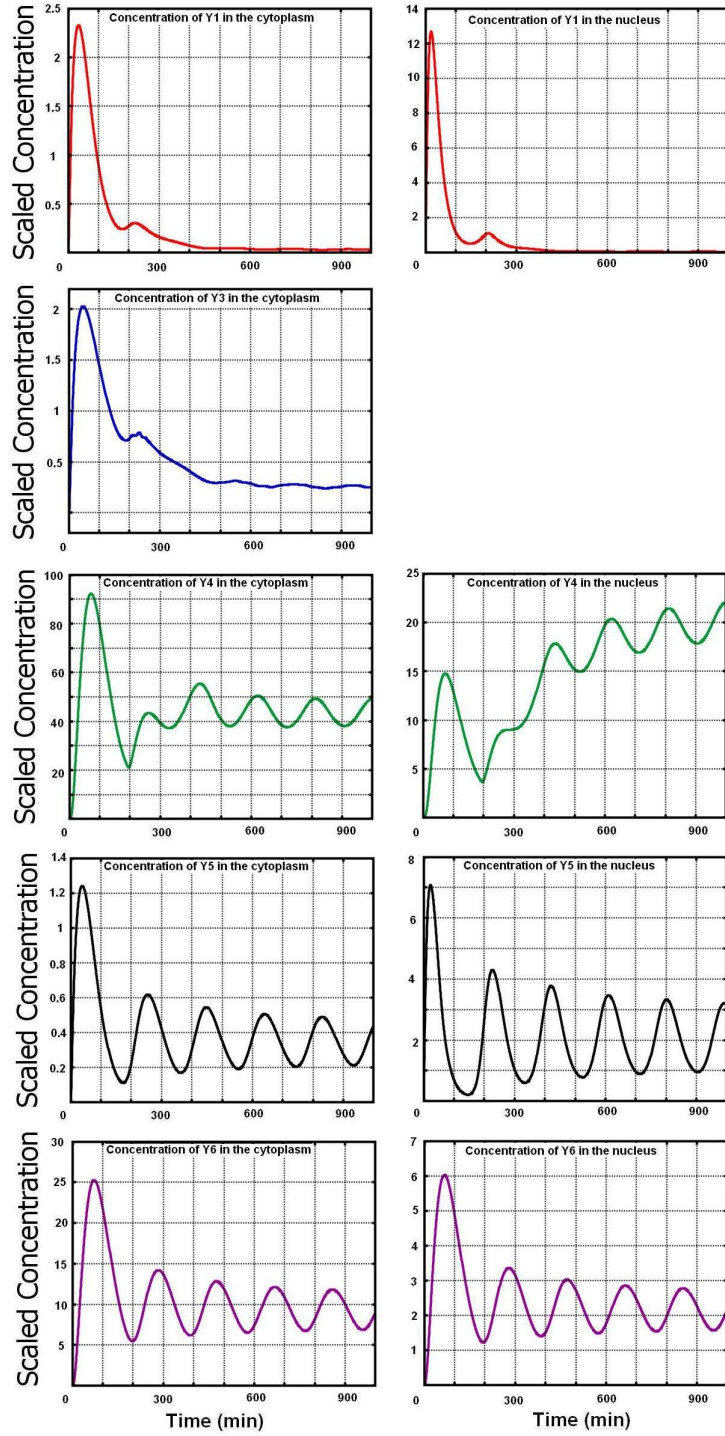 Scaled Concentration
Concentration of Y1 in the cytoplasm
2.5
2
1.5
1
0.5
0 300 600 900
Concentration of Y1 in the nucleus
14
12
10
8
6
4
2
0 300 600 900
Scaled Concentration
Concentration of Y3 in the cytoplasm
2
1.5
1
0.5
0 300 600 900
Scaled Concentration
Concentration of Y4 in the cytoplasm
100
80
60
40
20
0 300 600 900
Concentration of Y4 in the nucleus
25
20
15
10
5
0 300 600 900
Scaled Concentration
Concentration of Y5 in the cytoplasm
1.4
1.2
1
0.8
0.6
0.4
0.2
0 300 600 900
Concentration of Y5 in the nucleus
8
6
4
2
0 300 600 900
Scaled Concentration
Concentration of Y6 in the cytoplasm
30
25
20
15
10
5
0 300 600 900
Time (min)
Concentration of Y6 in the nucleus
7
6
5
4
3
2
1
0 300 600 900
Time (min)